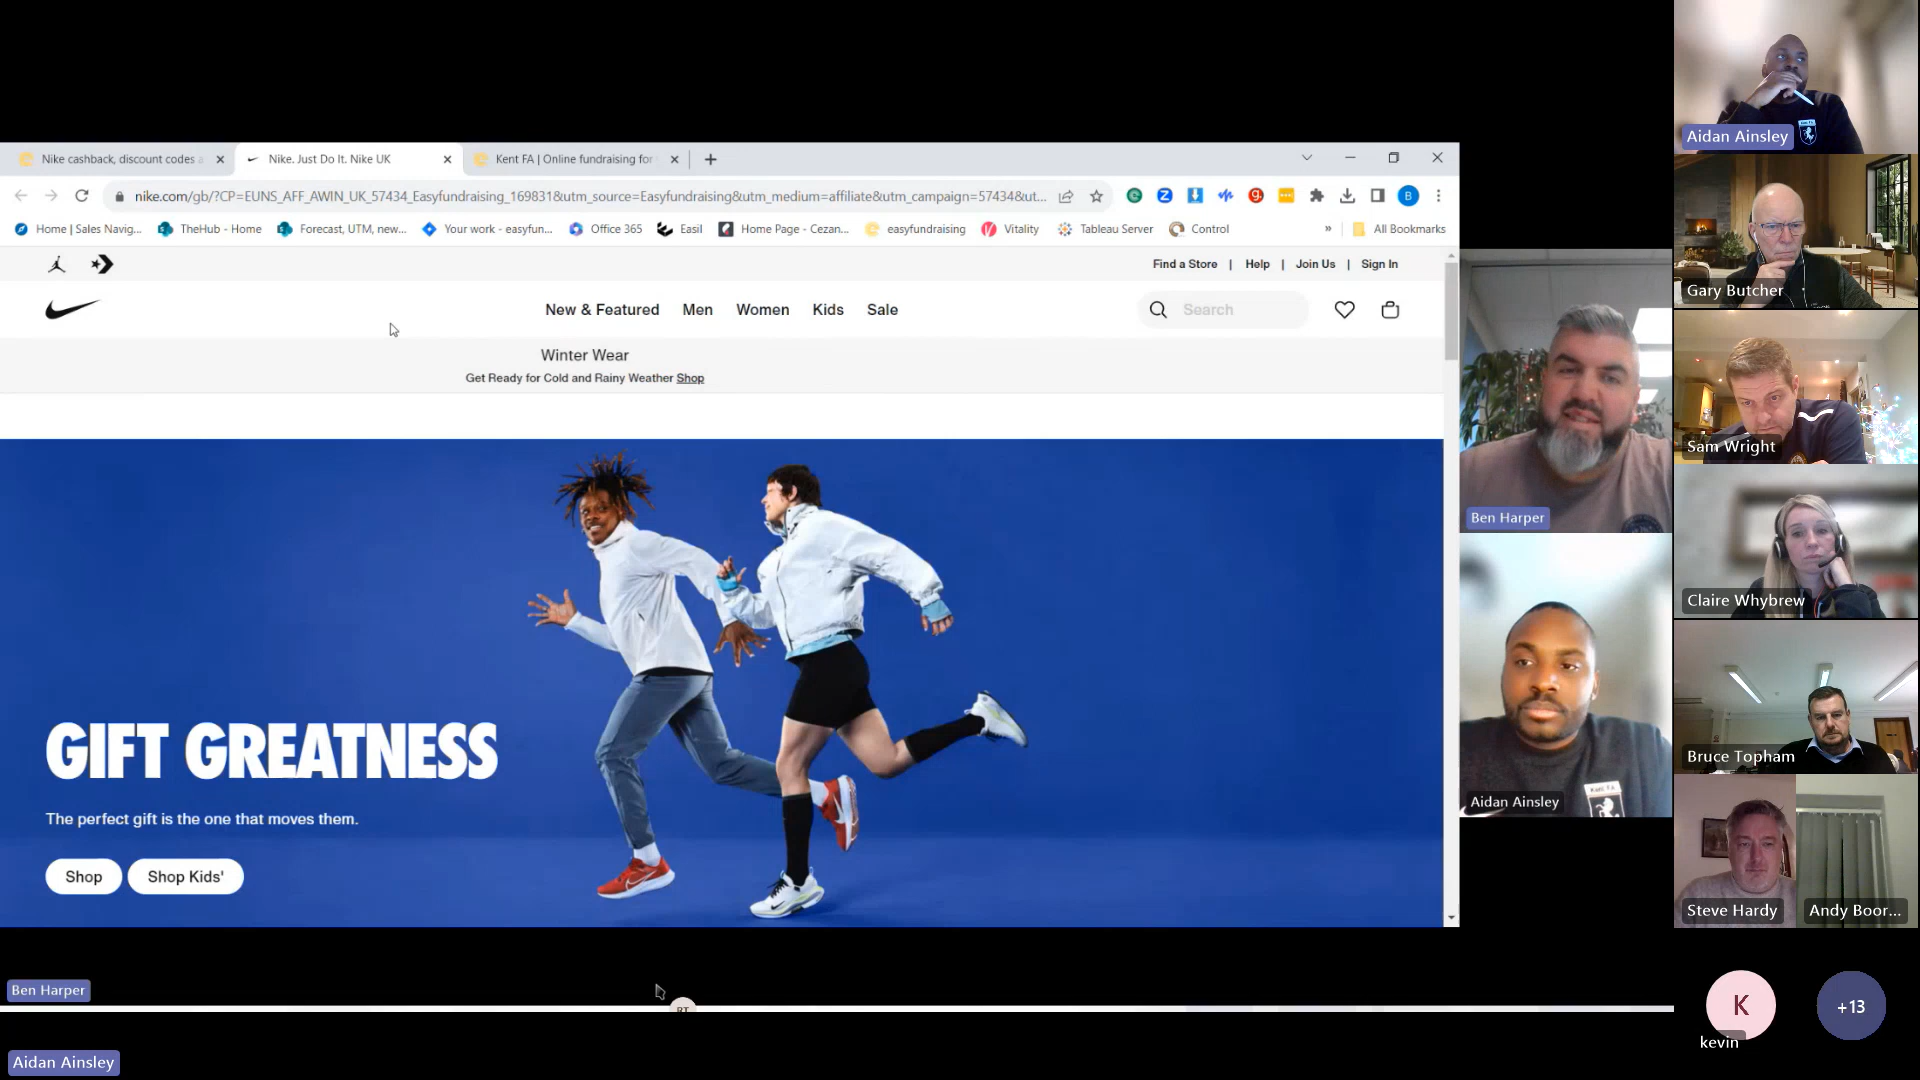 Nike cashback, discount codes a
Nike. Just Do It. Nike UK
Kent FA | Online fundraising for
nike.com/gb/?CP=EUNS_AFF_AWIN_UK_57434_Easyfundraising_169831&utm_source=Easyfundraising&utm_medium=affiliate&utm_campaign=57434&ut...
B
Home | Sales Navig...
TheHub - Home
Forecast, UTM, new...
Your work - easyfun...
Office 365
Easil
Home Page - Cezan...
easyfundraising
Vitality
Tableau Server
Control
»
All Bookmarks
Find a Store | Help | Join Us | Sign In
New & Featured Men Women Kids Sale
Search
Winter Wear
Get Ready for Cold and Rainy Weather Shop
GIFT GREATNESS
The perfect gift is the one that moves them.
Shop
Shop Kids'
Ben Harper
Aidan Ainsley
Aidan Ainsley
Gary Butcher
Sam Wright
Claire Whybrew
Bruce Topham
Steve Hardy
Andy Boor...
K
kevin
+13
Ben Harper
Aidan Ainsley